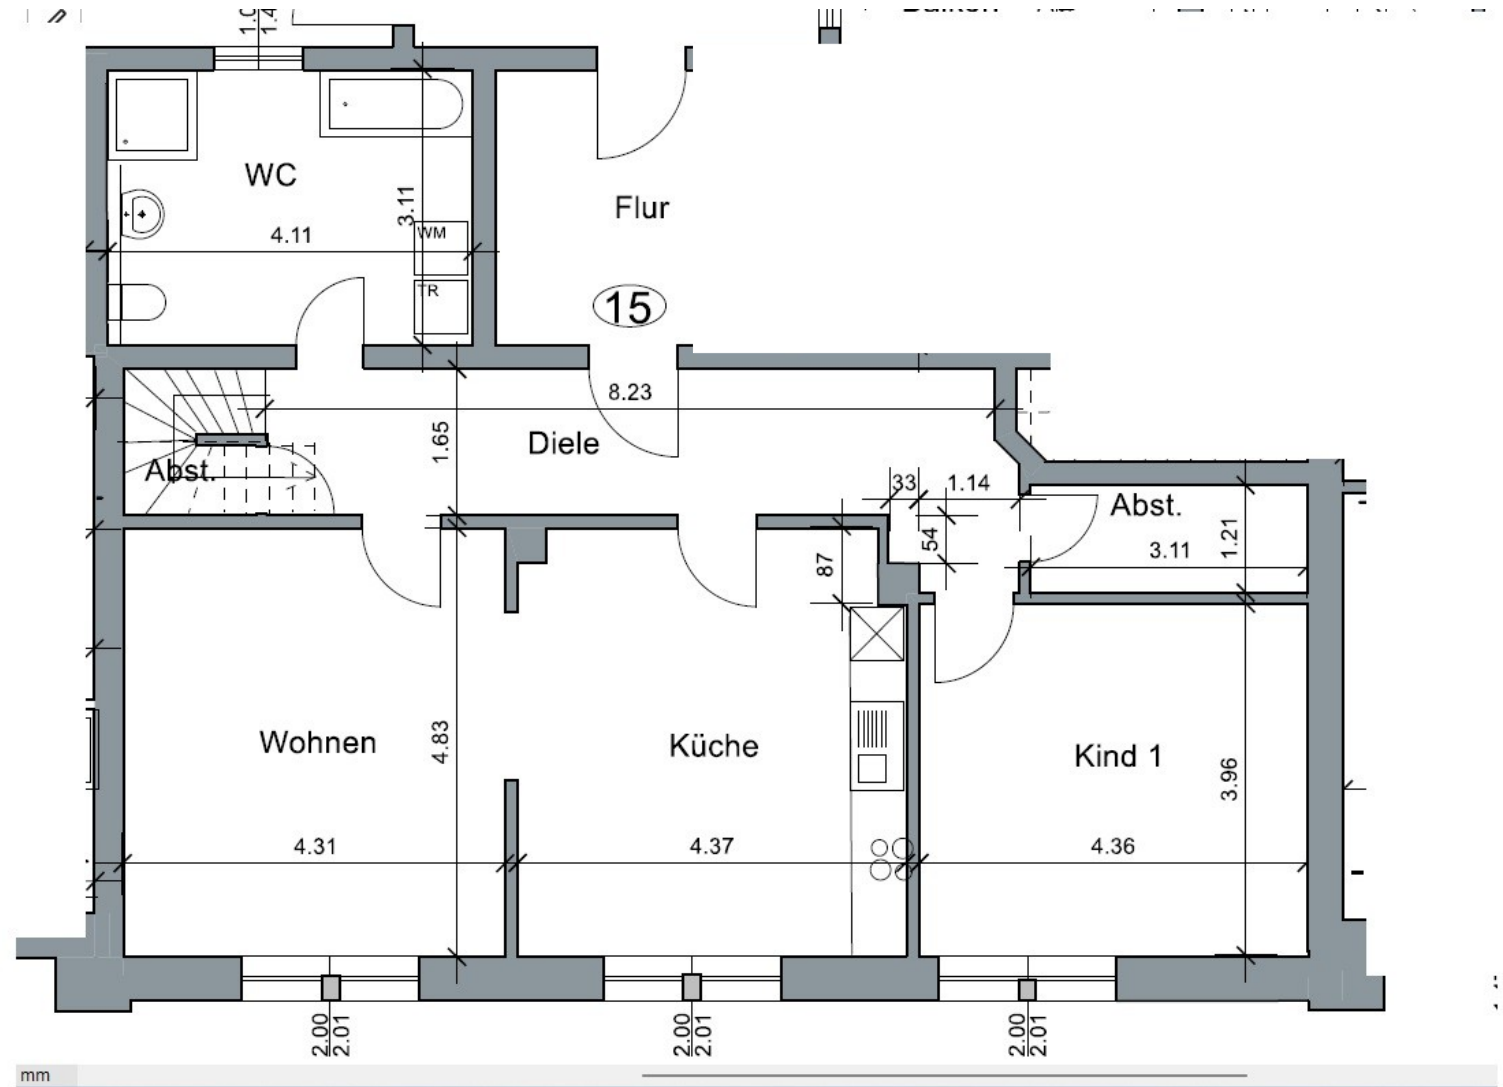 WC
3.11
4.11
WM
TR
Flur
15
8.23
1.65
Diele
Abst.
33
1.14
Abst.
54
3.11
1.21
87
Wohnen
4.83
Küche
Kind 1
3.96
4.31
4.37
4.36
2.00
2.01
2.00
2.01
2.00
2.01
mm